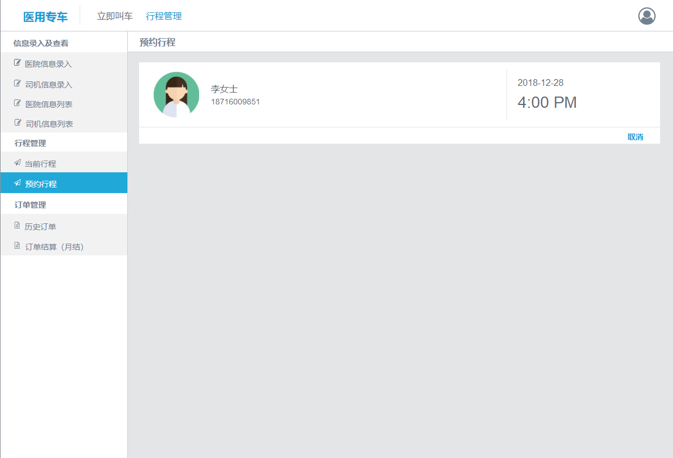 医用专车
立即叫车
行程管理
信息录入及查看
医院信息录入
司机信息录入
医院信息列表
司机信息列表
行程管理
当前行程
预约行程
订单管理
历史订单
订单结算（月结）
预约行程
李女士
18716009851
2018-12-28
4:00 PM
取消